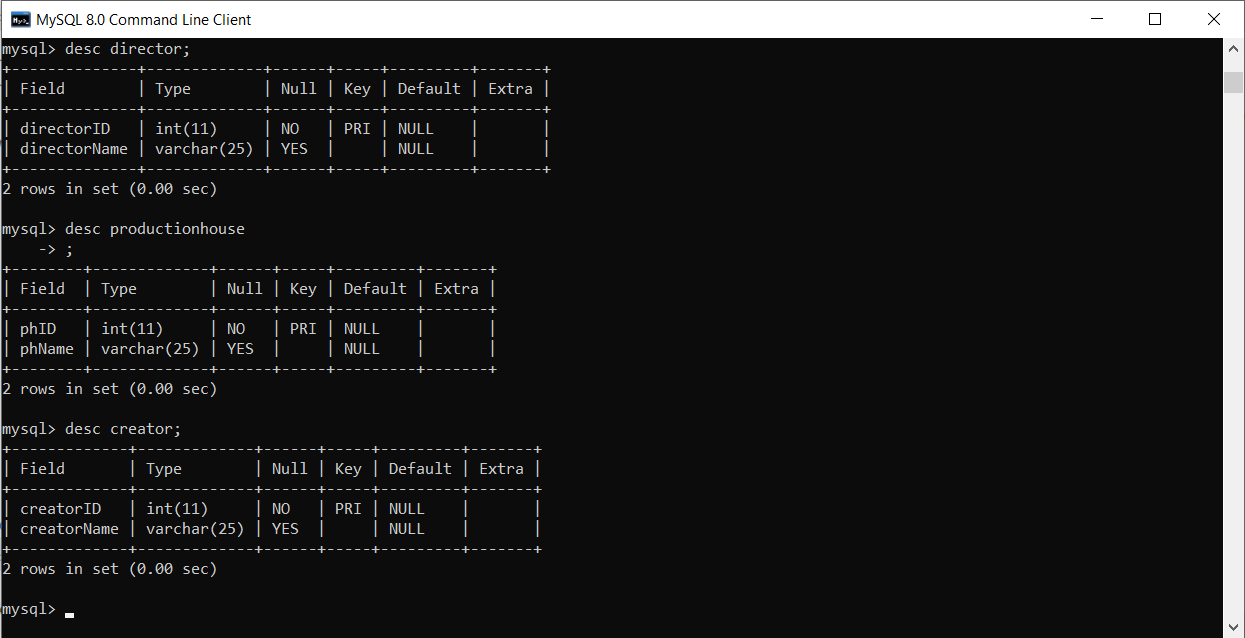 MySQL 8.0 Command Line Client
mysql> desc director;
+--------------+-------------+------+-----+---------+-------+
| Field        | Type        | Null | Key | Default | Extra |
+--------------+-------------+------+-----+---------+-------+
| directorID   | int(11)     | NO   | PRI | NULL    |       |
| directorName | varchar(25) | YES  |     | NULL    |       |
+--------------+-------------+------+-----+---------+-------+
2 rows in set (0.00 sec)
mysql> desc productionhouse
    -> ;
+--------+-------------+------+-----+---------+-------+
| Field  | Type        | Null | Key | Default | Extra |
+--------+-------------+------+-----+---------+-------+
| phID   | int(11)     | NO   | PRI | NULL    |       |
| phName | varchar(25) | YES  |     | NULL    |       |
+--------+-------------+------+-----+---------+-------+
2 rows in set (0.00 sec)
mysql> desc creator;
+-------------+-------------+------+-----+---------+-------+
| Field       | Type        | Null | Key | Default | Extra |
+-------------+-------------+------+-----+---------+-------+
| creatorID   | int(11)     | NO   | PRI | NULL    |       |
| creatorName | varchar(25) | YES  |     | NULL    |       |
+-------------+-------------+------+-----+---------+-------+
2 rows in set (0.00 sec)
mysql>